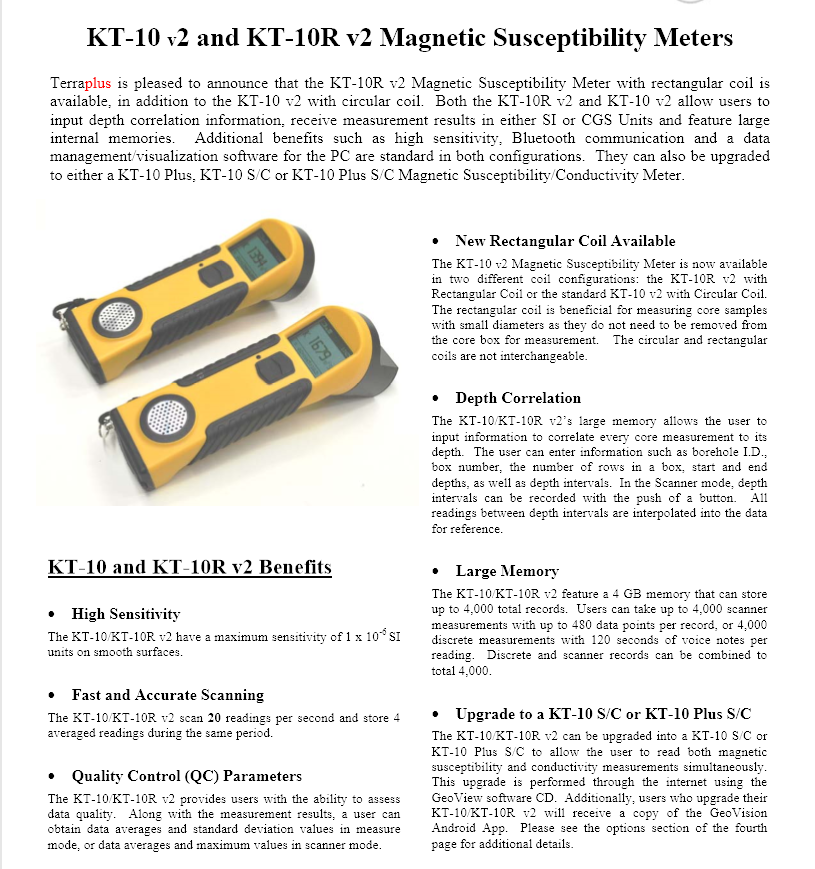 KT-10 v2 and KT-10R v2 Magnetic Susceptibility Meters
Terraplus is pleased to announce that the KT-10R v2 Magnetic Susceptibility Meter with rectangular coil is
available, in addition to the KT-10 v2 with circular coil. Both the KT-10R v2 and KT-10 v2 allow users to
input depth correlation information, receive measurement results in either SI or CGS Units and feature large
internal memories. Additional benefits such as high sensitivity, Bluetooth communication and a data
management/visualization software for the PC are standard in both configurations. They can also be upgraded
to either a KT-10 Plus, KT-10 S/C or KT-10 Plus S/C Magnetic Susceptibility/Conductivity Meter.
1394
1679
KT-10 and KT-10R v2 Benefits
• High Sensitivity
The KT-10/KT-10R v2 have a maximum sensitivity of 1 x 10⁻⁶ SI
units on smooth surfaces.
• Fast and Accurate Scanning
The KT-10/KT-10R v2 scan 20 readings per second and store 4
averaged readings during the same period.
• Quality Control (QC) Parameters
The KT-10/KT-10R v2 provides users with the ability to assess
data quality. Along with the measurement results, a user can
obtain data averages and standard deviation values in measure
mode, or data averages and maximum values in scanner mode.
• New Rectangular Coil Available
The KT-10 v2 Magnetic Susceptibility Meter is now available
in two different coil configurations: the KT-10R v2 with
Rectangular Coil or the standard KT-10 v2 with Circular Coil.
The rectangular coil is beneficial for measuring core samples
with small diameters as they do not need to be removed from
the core box for measurement. The circular and rectangular
coils are not interchangeable.
• Depth Correlation
The KT-10/KT-10R v2's large memory allows the user to
input information to correlate every core measurement to its
depth. The user can enter information such as borehole I.D.,
box number, the number of rows in a box, start and end
depths, as well as depth intervals. In the Scanner mode, depth
intervals can be recorded with the push of a button. All
readings between depth intervals are interpolated into the data
for reference.
• Large Memory
The KT-10/KT-10R v2 feature a 4 GB memory that can store
up to 4,000 total records. Users can take up to 4,000 scanner
measurements with up to 480 data points per record, or 4,000
discrete measurements with 120 seconds of voice notes per
reading. Discrete and scanner records can be combined to
total 4,000.
• Upgrade to a KT-10 S/C or KT-10 Plus S/C
The KT-10/KT-10R v2 can be upgraded into a KT-10 S/C or
KT-10 Plus S/C to allow the user to read both magnetic
susceptibility and conductivity measurements simultaneously.
This upgrade is performed through the internet using the
GeoView software CD. Additionally, users who upgrade their
KT-10/KT-10R v2 will receive a copy of the GeoVision
Android App. Please see the options section of the fourth
page for additional details.